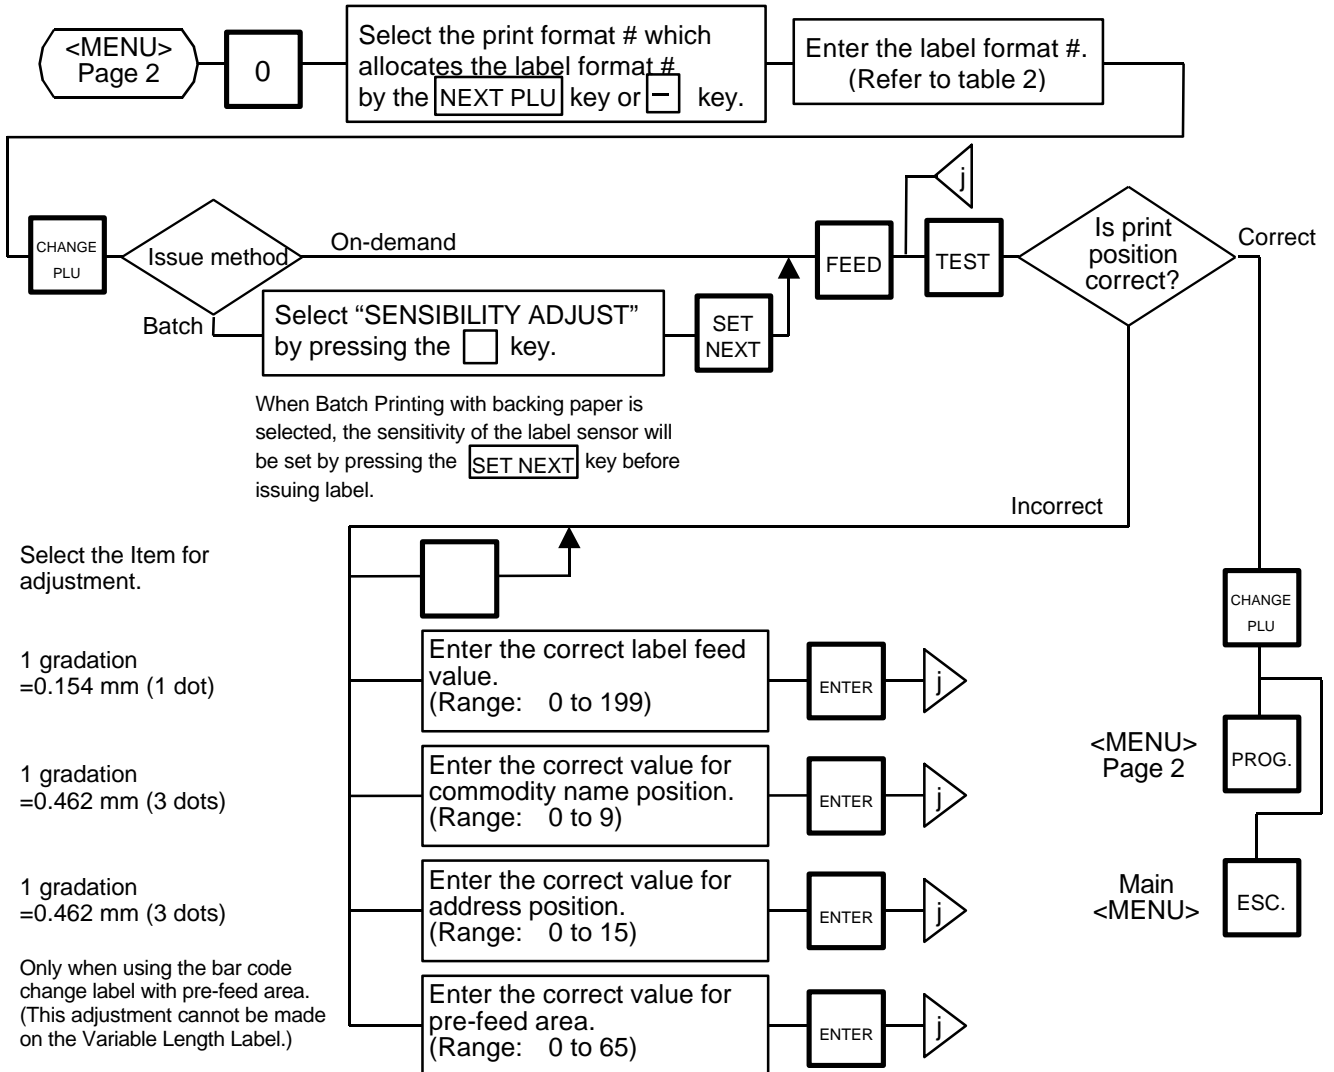 <MENU>
Page 2
0
Select the print format # which
allocates the label format #
by the NEXT PLU key or – key.
Enter the label format #.
(Refer to table 2)
CHANGE
PLU
Issue method
On-demand
Batch
Select “SENSIBILITY ADJUST”
by pressing the key.
SET
NEXT
FEED
j
TEST
Is print
position
correct?
Correct
When Batch Printing with backing paper is
selected, the sensitivity of the label sensor will
be set by pressing the SET NEXT key before
issuing label.
Incorrect
Select the Item for
adjustment.
1 gradation
=0.154 mm (1 dot)
Enter the correct label feed
value.
(Range: 0 to 199)
ENTER
j
1 gradation
=0.462 mm (3 dots)
Enter the correct value for
commodity name position.
(Range: 0 to 9)
ENTER
j
1 gradation
=0.462 mm (3 dots)
Enter the correct value for
address position.
(Range: 0 to 15)
ENTER
j
Only when using the bar code
change label with pre-feed area.
(This adjustment cannot be made
on the Variable Length Label.)
Enter the correct value for
pre-feed area.
(Range: 0 to 65)
ENTER
j
CHANGE
PLU
<MENU>
Page 2
PROG.
Main
<MENU>
ESC.